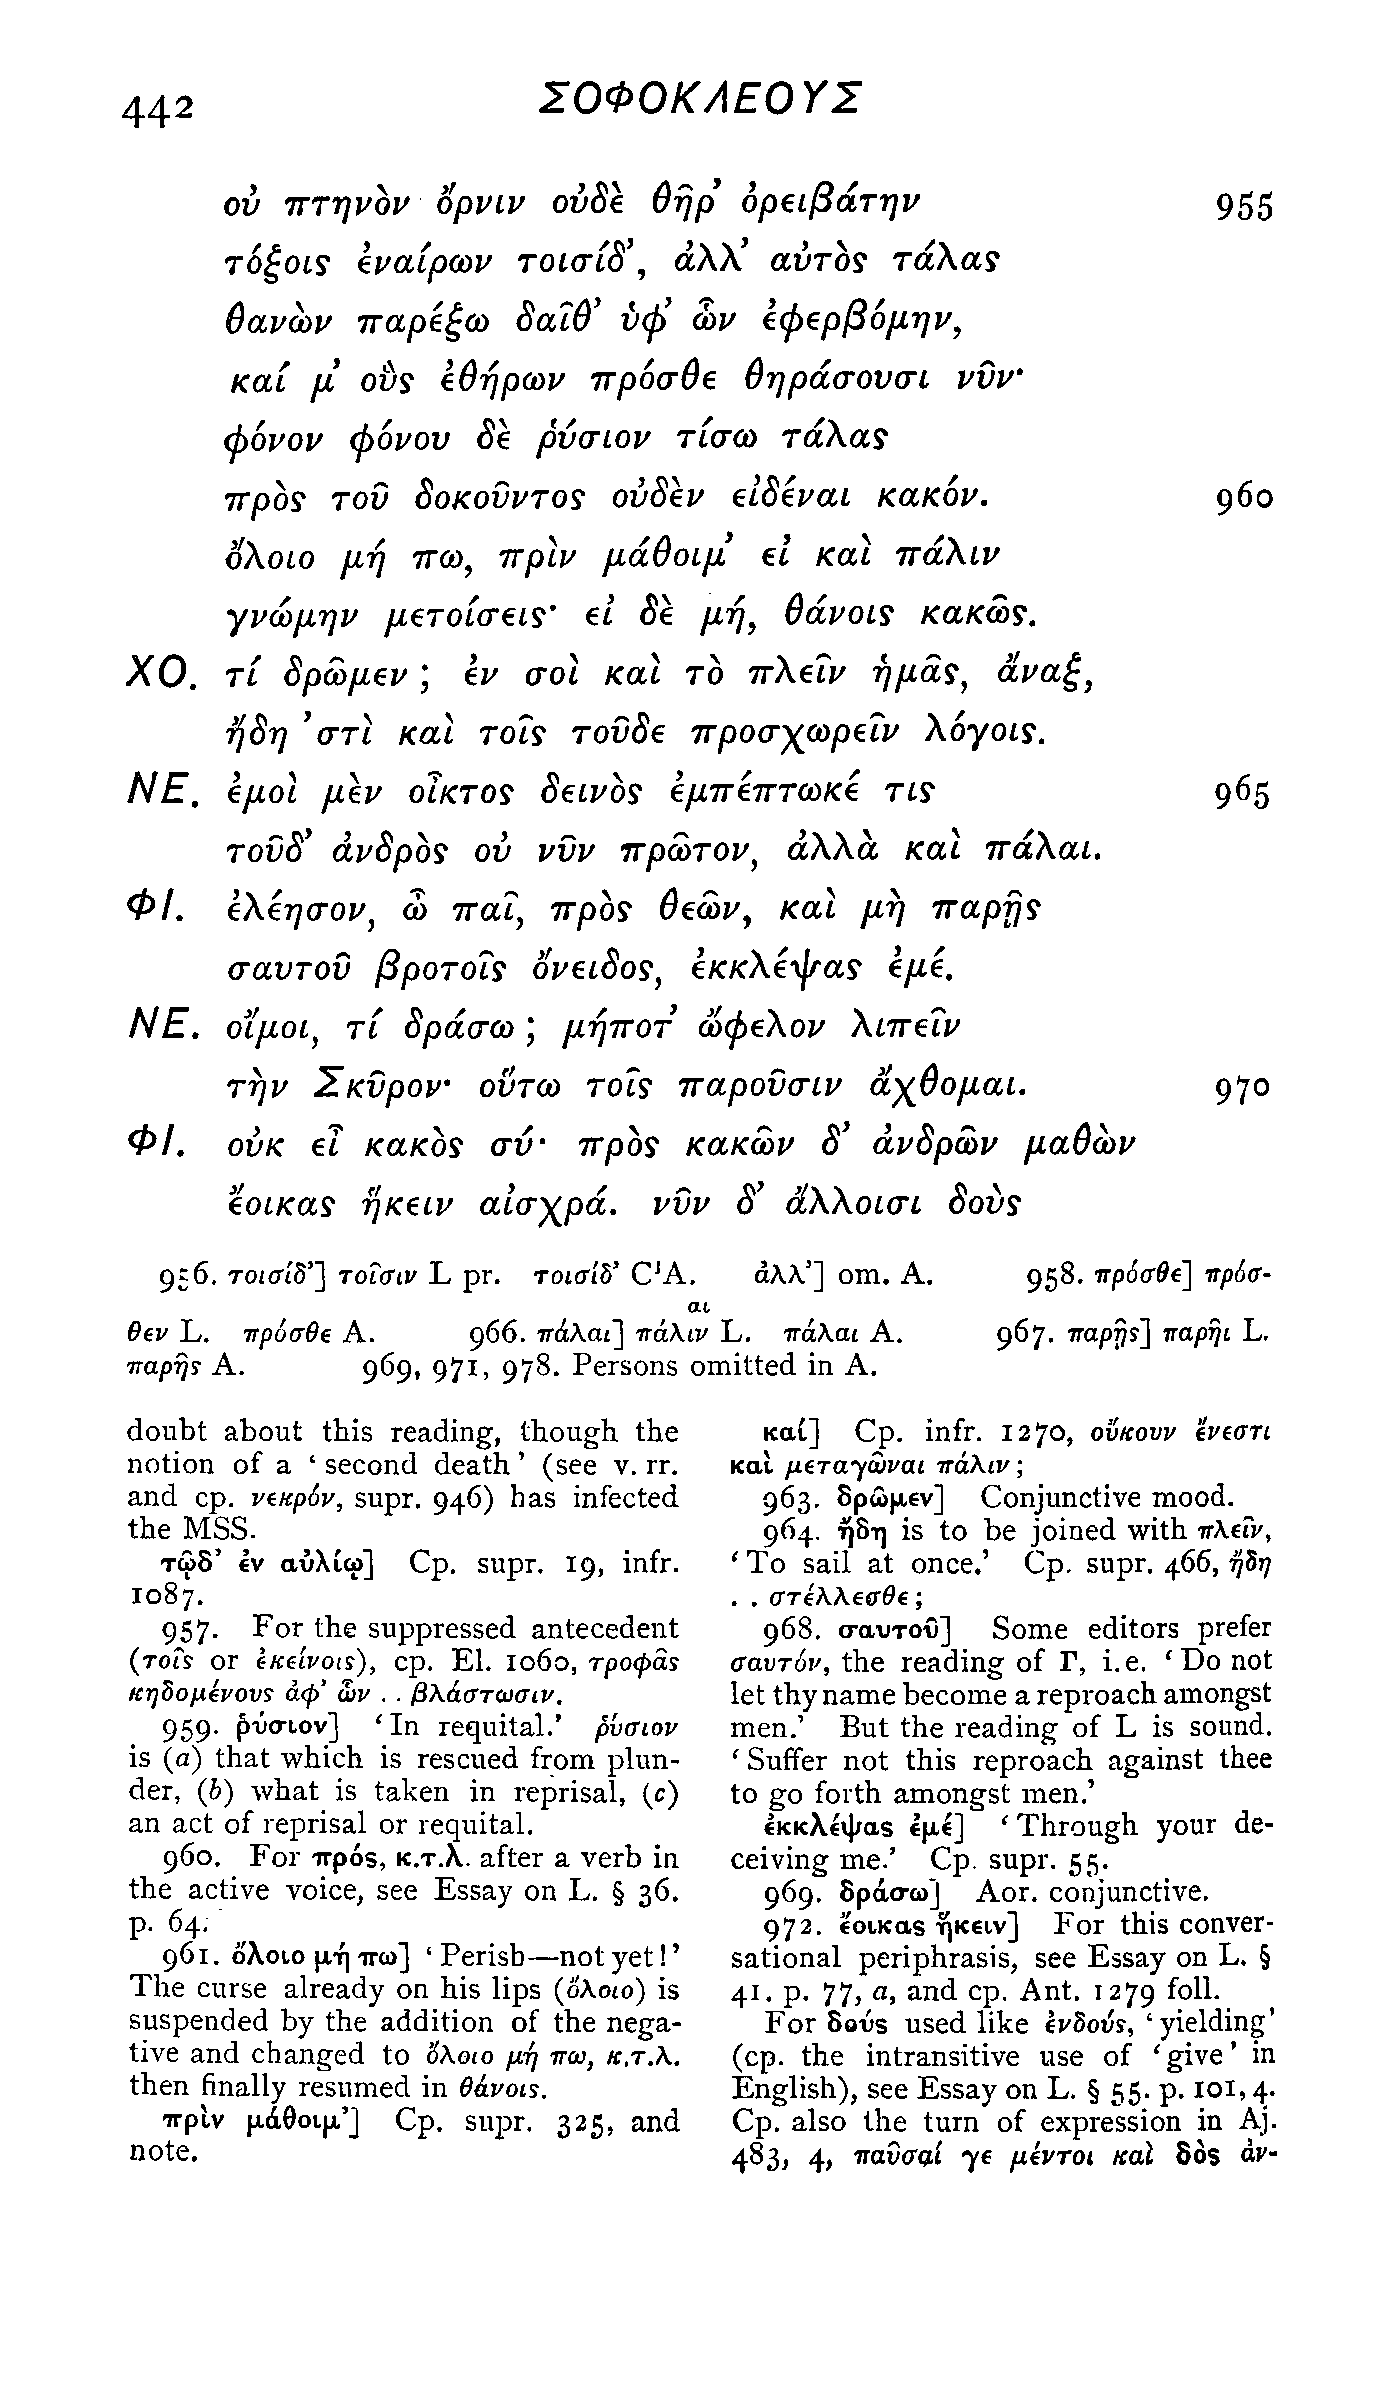 442 ΣΟΦΟΚΛΕΟΥΣ
οὐ πτηνὸν ὄρνιν οὐδὲ θῆρ’ ὀρειβάτην 955
τόξοις ἐναίρων τοισίδ’, ἀλλ’ αὐτὸς τάλας
θανὼν παρέξω δαῖθ’ ὑφ’ ὧν ἐφερβόμην,
καί μ’ οὓς ἐθήρων πρόσθε θηράσουσι νῦν·
φόνον φόνου δὲ ῥύσιον τίσω τάλας
πρὸς τοῦ δοκοῦντος οὐδὲν εἰδέναι κακόν. 960
ὄλοιο μή πω, πρὶν μάθοιμ’ εἰ καὶ πάλιν
γνώμην μετοίσεις· εἰ δὲ μή, θάνοις κακῶς.
ΧΟ. τί δρῶμεν ; ἐν σοὶ καὶ τὸ πλεῖν ἡμᾶς, ἄναξ,
ἤδη ’στὶ καὶ τοῖς τοῦδε προσχωρεῖν λόγοις.
ΝΕ. ἐμοὶ μὲν οἶκτος δεινὸς ἐμπέπτωκέ τις 965
τοῦδ’ ἀνδρὸς οὐ νῦν πρῶτον, ἀλλὰ καὶ πάλαι.
ΦΙ. ἐλέησον, ὦ παῖ, πρὸς θεῶν, καὶ μὴ παρῇς
σαυτοῦ βροτοῖς ὄνειδος, ἐκκλέψας ἐμέ.
ΝΕ. οἴμοι, τί δράσω ; μήποτ’ ὤφελον λιπεῖν
τὴν Σκῦρον· οὕτω τοῖς παροῦσιν ἄχθομαι. 970
ΦΙ. οὐκ εἶ κακὸς σύ· πρὸς κακῶν δ’ ἀνδρῶν μαθὼν
ἔοικας ἥκειν αἰσχρά. νῦν δ’ ἄλλοισι δοὺς
956. τοισίδ’] τοῖσιν L pr. τοισίδ’ C¹A. ἀλλ’] om. A. 958. πρόσθε] πρόσ-
αι
θεν L. πρόσθε A. 966. πάλαι] πάλιν L. πάλαι A. 967. παρῇς] παρῆι L.
παρῆς A. 969, 971, 978. Persons omitted in A.
doubt about this reading, though the
notion of a ‘ second death ’ (see v. rr.
and cp. νεκρόν, supr. 946) has infected
the MSS.
τῷδ’ ἐν αὐλίῳ] Cp. supr. 19, infr.
1087.
957. For the suppressed antecedent
(τοῖς or ἐκείνοις), cp. El. 1060, τροφᾶς
κηδομένους ἀφ’ ὧν . . βλάστωσιν.
959. ῥύσιον] ‘ In requital.’ ῥύσιον
is (a) that which is rescued from plun-
der, (b) what is taken in reprisal, (c)
an act of reprisal or requital.
960. For πρός, κ.τ.λ. after a verb in
the active voice, see Essay on L. § 36.
p. 64.
961. ὄλοιο μή πω] ‘ Perish—not yet!’
The curse already on his lips (ὄλοιο) is
suspended by the addition of the nega-
tive and changed to ὄλοιο μή πω, κ.τ.λ.
then finally resumed in θάνοις.
πρὶν μάθοιμ’] Cp. supr. 325, and
note.
καί] Cp. infr. 1270, οὔκουν ἔνεστι
καὶ μεταγῶναι πάλιν ;
963. δρῶμεν] Conjunctive mood.
964. ἤδη is to be joined with πλεῖν,
‘ To sail at once.’ Cp. supr. 466, ἤδη
. . στέλλεσθε ;
968. σαυτοῦ] Some editors prefer
σαυτόν, the reading of Γ, i. e. ‘ Do not
let thy name become a reproach amongst
men.’ But the reading of L is sound.
‘ Suffer not this reproach against thee
to go forth amongst men.’
ἐκκλέψας ἐμέ] ‘ Through your de-
ceiving me.’ Cp. supr. 55.
969. δράσω] Aor. conjunctive.
972. ἔοικας ἥκειν] For this conver-
sational periphrasis, see Essay on L. §
41. p. 77, a, and cp. Ant. 1279 foll.
For δούς used like ἐνδούς, ‘ yielding’
(cp. the intransitive use of ‘ give ’ in
English), see Essay on L. § 55. p. 101, 4.
Cp. also the turn of expression in Aj.
483, 4, παῦσαί γε μέντοι καὶ δὸς ἀν-